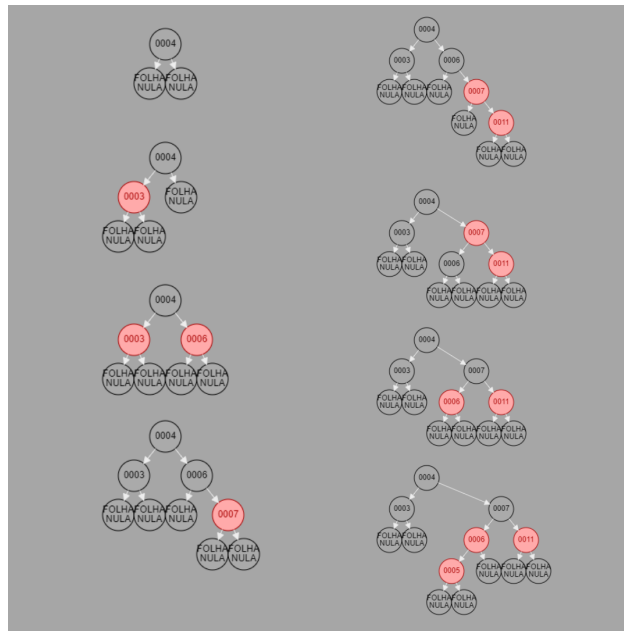 0004
FOLHA FOLHA
NULA NULA
0004
0003 FOLHA
NULA
FOLHA FOLHA
NULA NULA
0004
0003 0006
FOLHA FOLHA FOLHA FOLHA
NULA NULA NULA NULA
0004
0003 0006
FOLHA FOLHA FOLHA 0007
NULA NULA NULA
FOLHA FOLHA
NULA NULA
0004
0003 0006
FOLHA FOLHA FOLHA 0007
NULA NULA NULA
FOLHA 0011
NULA
FOLHA FOLHA
NULA NULA
0004
0003 0007
FOLHA FOLHA 0006 0011
NULA NULA
FOLHA FOLHA FOLHA FOLHA
NULA NULA NULA NULA
0004
0003 0007
FOLHA FOLHA 0006 0011
NULA NULA
FOLHA FOLHA FOLHA FOLHA
NULA NULA NULA NULA
0004
0003 0007
FOLHA FOLHA 0006 0011
NULA NULA
0005 FOLHA FOLHA FOLHA
NULA NULA NULA
FOLHA FOLHA
NULA NULA